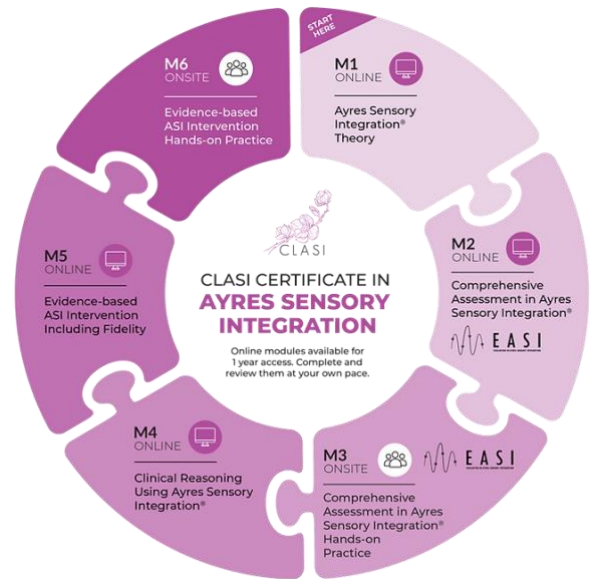 START
HERE
M1
ONLINE
Ayres Sensory
Integration®
Theory
M2
ONLINE
Comprehensive
Assessment in Ayres
Sensory Integration®
EASI
M3
ONSITE
EASI
Comprehensive
Assessment in Ayres
Sensory Integration®
Hands-on
Practice
M4
ONLINE
Clinical Reasoning
Using Ayres Sensory
Integration®
M5
ONLINE
Evidence-based
ASI Intervention
Including Fidelity
M6
ONSITE
Evidence-based
ASI Intervention
Hands-on Practice
CLASI
CLASI CERTIFICATE IN
AYRES SENSORY
INTEGRATION
Online modules available for
1 year access. Complete and
review them at your own pace.